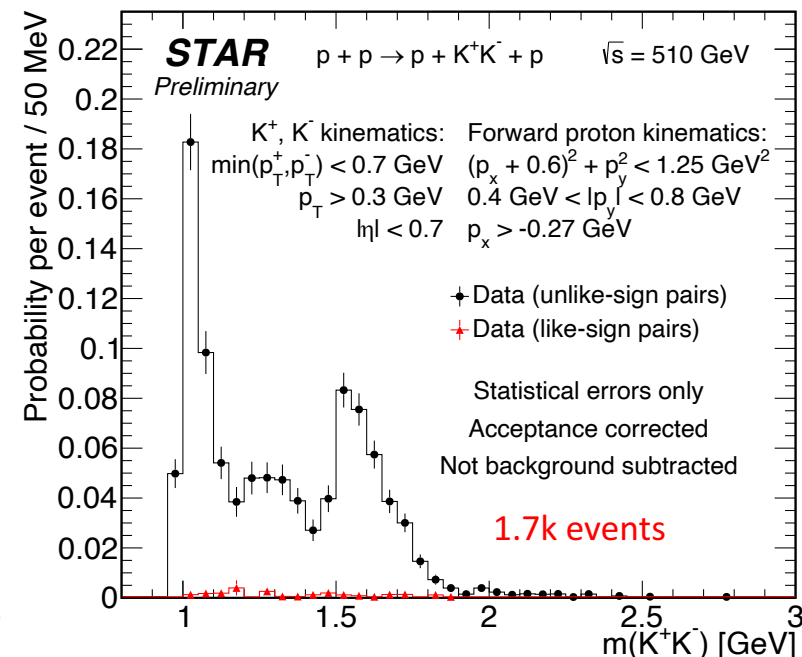 Probability per event / 50 MeV
0.22
0.2
0.18
0.16
0.14
0.12
0.1
0.08
0.06
0.04
0.02
0
STAR
Preliminary
p + p → p + K⁺K⁻ + p
√s = 510 GeV
K⁺, K⁻ kinematics:
min(p_T⁺,p_T⁻) < 0.7 GeV
p_T > 0.3 GeV
|η| < 0.7
Forward proton kinematics:
(p_x + 0.6)² + p_y² < 1.25 GeV²
0.4 GeV < |p_y| < 0.8 GeV
p_x > -0.27 GeV
Data (unlike-sign pairs)
Data (like-sign pairs)
Statistical errors only
Acceptance corrected
Not background subtracted
1.7k events
1 1.5 2 2.5 3
m(K⁺K⁻) [GeV]